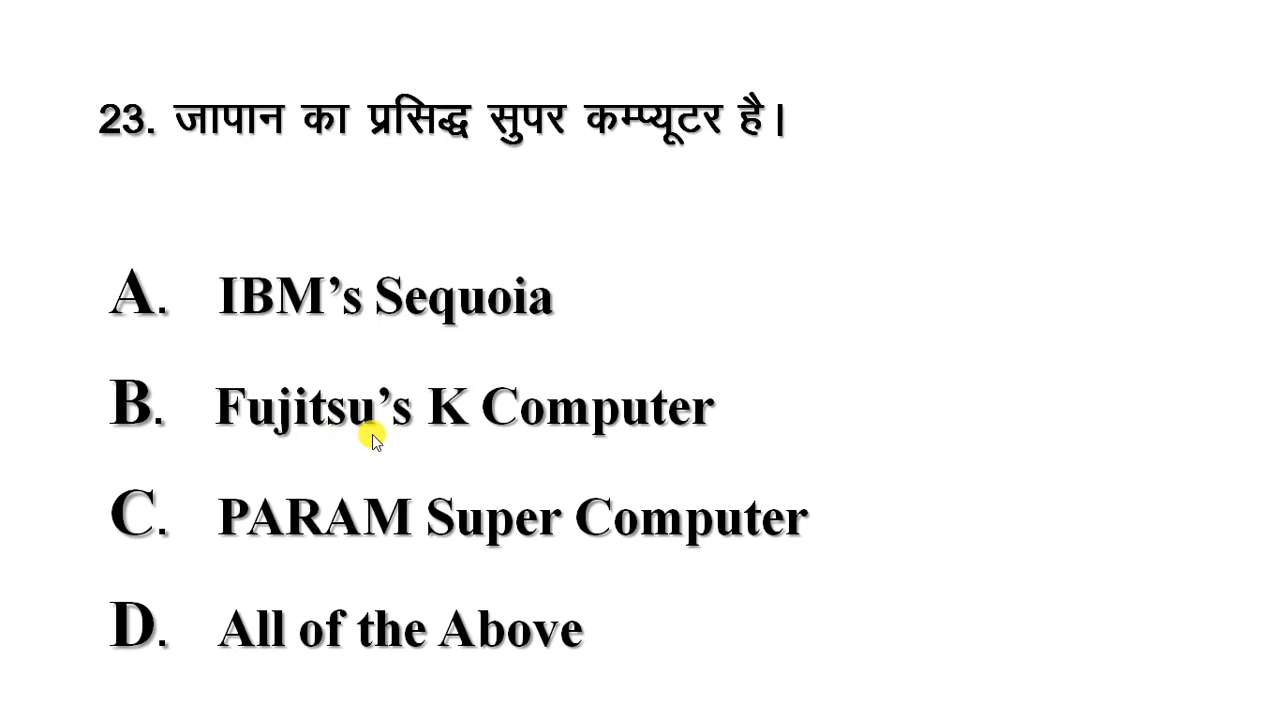 23. जापान का प्रसिद्ध सुपर कम्प्यूटर है।
A. IBM’s Sequoia
B. Fujitsu’s K Computer
C. PARAM Super Computer
D. All of the Above